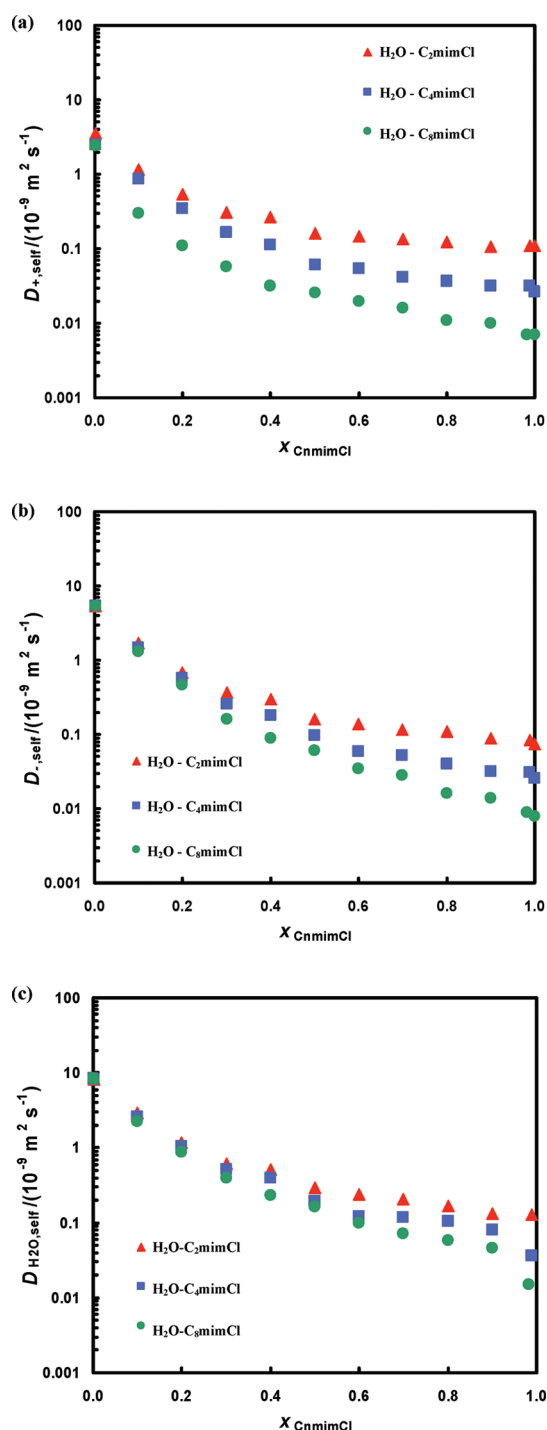 (a)
100
10
1
0.1
0.01
0.001
D+,self/(10⁻⁹ m² s⁻¹)
H₂O - C₂mimCl
H₂O - C₄mimCl
H₂O - C₈mimCl
0.0 0.2 0.4 0.6 0.8 1.0
x CnmimCl
(b)
100
10
1
0.1
0.01
0.001
D-,self/(10⁻⁹ m² s⁻¹)
H₂O - C₂mimCl
H₂O - C₄mimCl
H₂O - C₈mimCl
0.0 0.2 0.4 0.6 0.8 1.0
x CnmimCl
(c)
100
10
1
0.1
0.01
0.001
D H2O,self/(10⁻⁹ m² s⁻¹)
H₂O-C₂mimCl
H₂O-C₄mimCl
H₂O-C₈mimCl
0.0 0.2 0.4 0.6 0.8 1.0
x CnmimCl